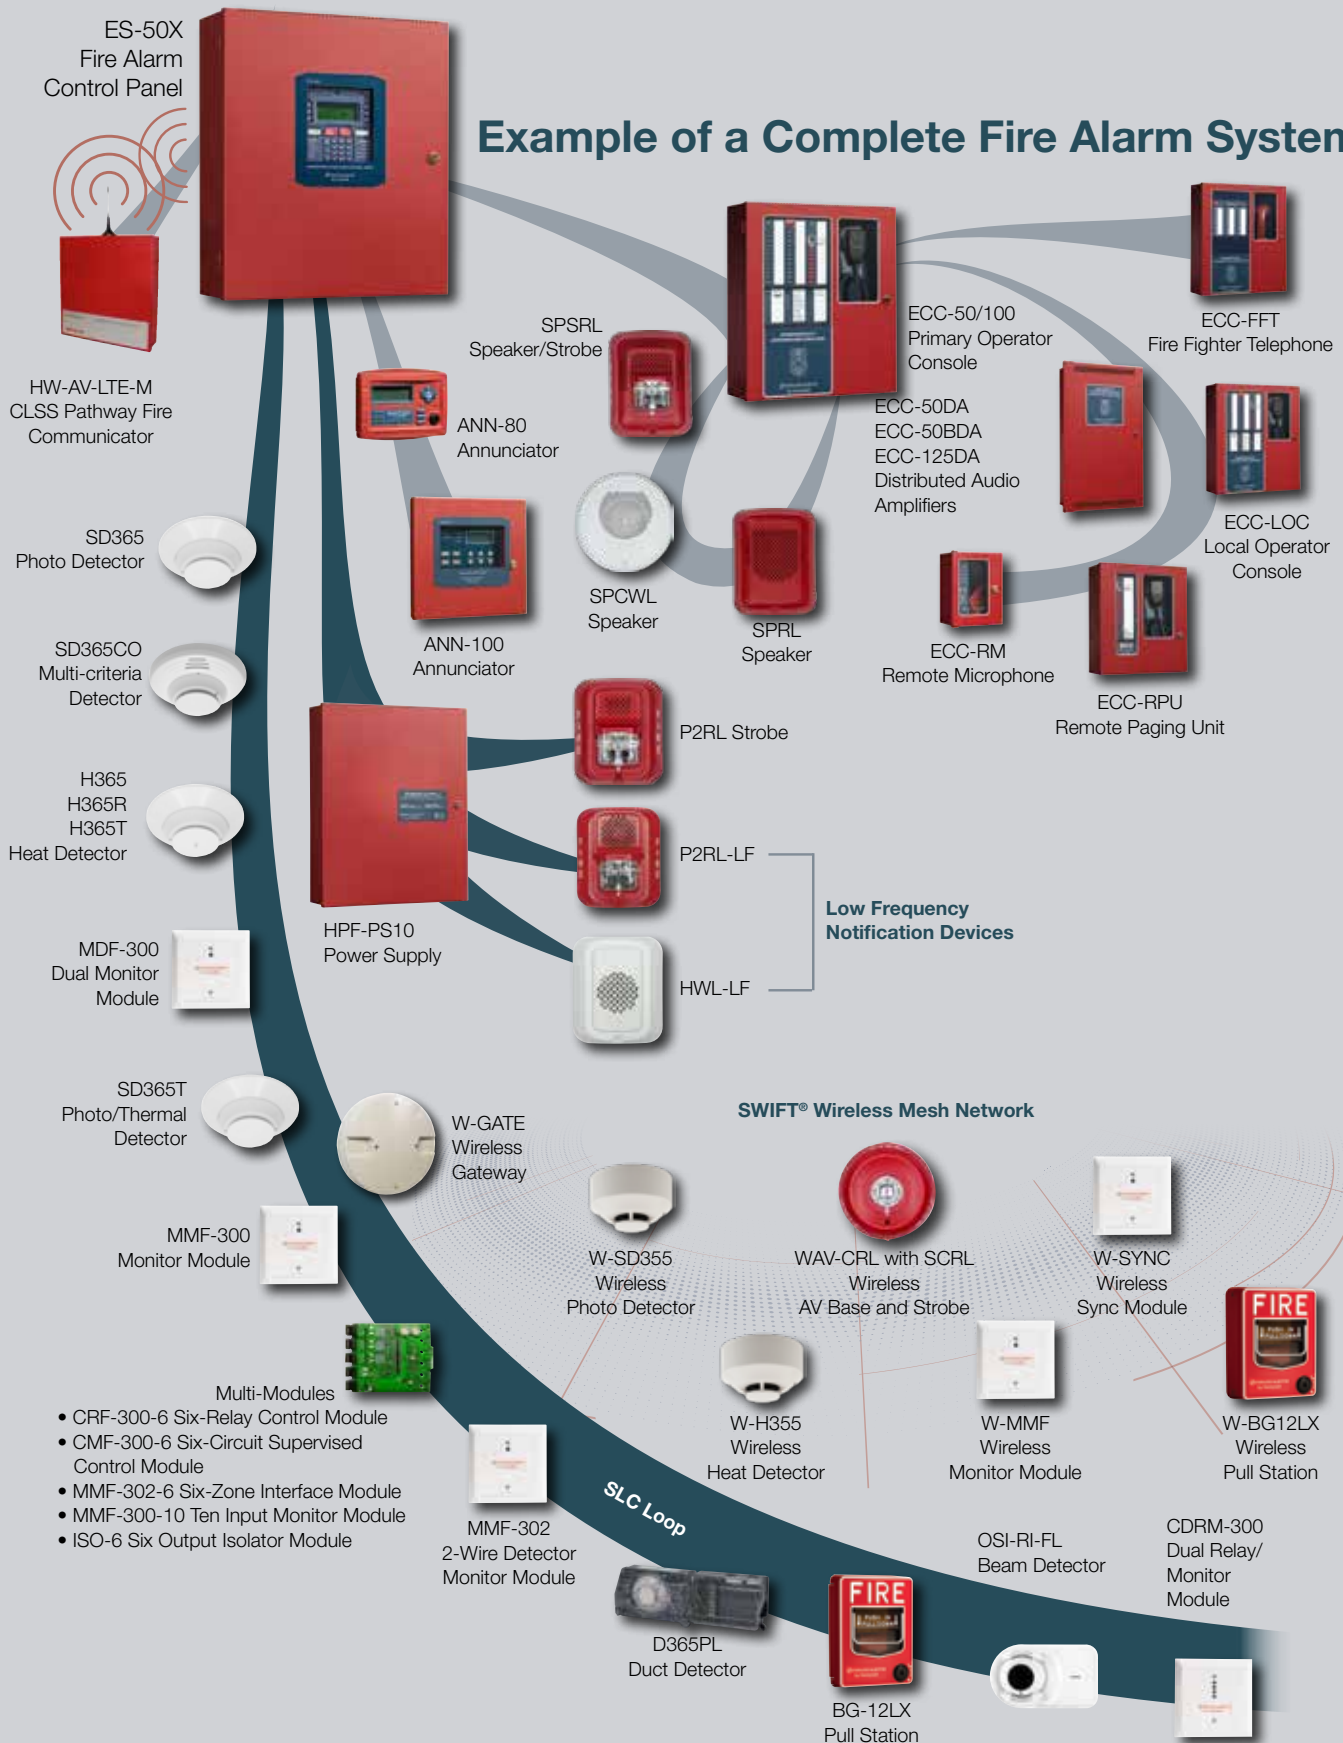 ES-50X
Fire Alarm
Control Panel
Example of a Complete Fire Alarm System
HW-AV-LTE-M
CLSS Pathway Fire
Communicator
SPSRL
Speaker/Strobe
ECC-50/100
Primary Operator
Console
ECC-FFT
Fire Fighter Telephone
ANN-80
Annunciator
ECC-50DA
ECC-50BDA
ECC-125DA
Distributed Audio
Amplifiers
ECC-LOC
Local Operator
Console
SD365
Photo Detector
SPCWL
Speaker
SPRL
Speaker
ANN-100
Annunciator
ECC-RM
Remote Microphone
ECC-RPU
Remote Paging Unit
SD365CO
Multi-criteria
Detector
P2RL Strobe
H365
H365R
H365T
Heat Detector
P2RL-LF
Low Frequency
Notification Devices
HPF-PS10
Power Supply
HWL-LF
MDF-300
Dual Monitor
Module
SD365T
Photo/Thermal
Detector
W-GATE
Wireless
Gateway
SWIFT® Wireless Mesh Network
MMF-300
Monitor Module
W-SD355
Wireless
Photo Detector
WAV-CRL with SCRL
Wireless
AV Base and Strobe
W-SYNC
Wireless
Sync Module
FIRE
W-H355
Wireless
Heat Detector
W-MMF
Wireless
Monitor Module
W-BG12LX
Wireless
Pull Station
Multi-Modules
• CRF-300-6 Six-Relay Control Module
• CMF-300-6 Six-Circuit Supervised
Control Module
• MMF-302-6 Six-Zone Interface Module
• MMF-300-10 Ten Input Monitor Module
• ISO-6 Six Output Isolator Module
MMF-302
2-Wire Detector
Monitor Module
SLC Loop
D365PL
Duct Detector
FIRE
BG-12LX
Pull Station
OSI-RI-FL
Beam Detector
CDRM-300
Dual Relay/
Monitor
Module